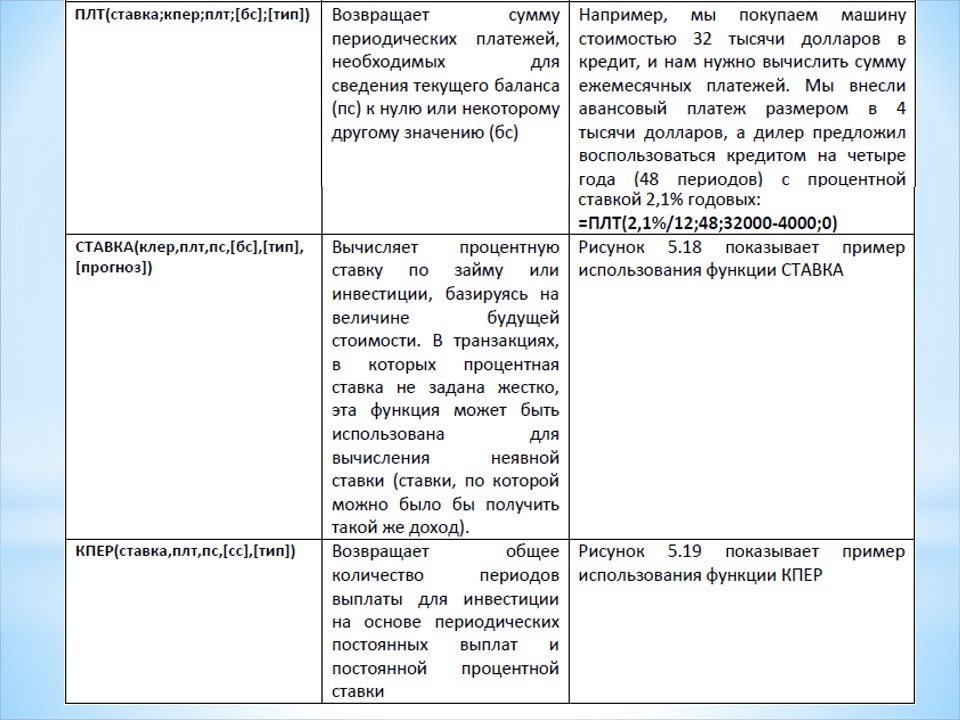 ПЛТ(ставка;кпер;плт;[бс];[тип])
Возвращает сумму
периодических платежей,
необходимых для
сведения текущего баланса
(пс) к нулю или некоторому
другому значению (бс)
Например, мы покупаем машину
стоимостью 32 тысячи долларов в
кредит, и нам нужно вычислить сумму
ежемесячных платежей. Мы внесли
авансовый платеж размером в 4
тысячи долларов, а дилер предложил
воспользоваться кредитом на четыре
года (48 периодов) с процентной
ставкой 2,1% годовых:
=ПЛТ(2,1%/12;48;32000-4000;0)
СТАВКА(клер,плт,пс,[бс],[тип],
[прогноз])
Вычисляет процентную
ставку по займу или
инвестиции, базируясь на
величине будущей
стоимости. В транзакциях,
в которых процентная
ставка не задана жестко,
эта функция может быть
использована для
вычисления неявной
ставки (ставки, по которой
можно было бы получить
такой же доход).
Рисунок 5.18 показывает пример
использования функции СТАВКА
КПЕР(ставка,плт,пс,[сс],[тип])
Возвращает общее
количество периодов
выплаты для инвестиции
на основе периодических
постоянных выплат и
постоянной процентной
ставки
Рисунок 5.19 показывает пример
использования функции КПЕР